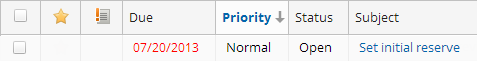 Due Priority Status Subject
07/20/2013 Normal Open Set initial reserve